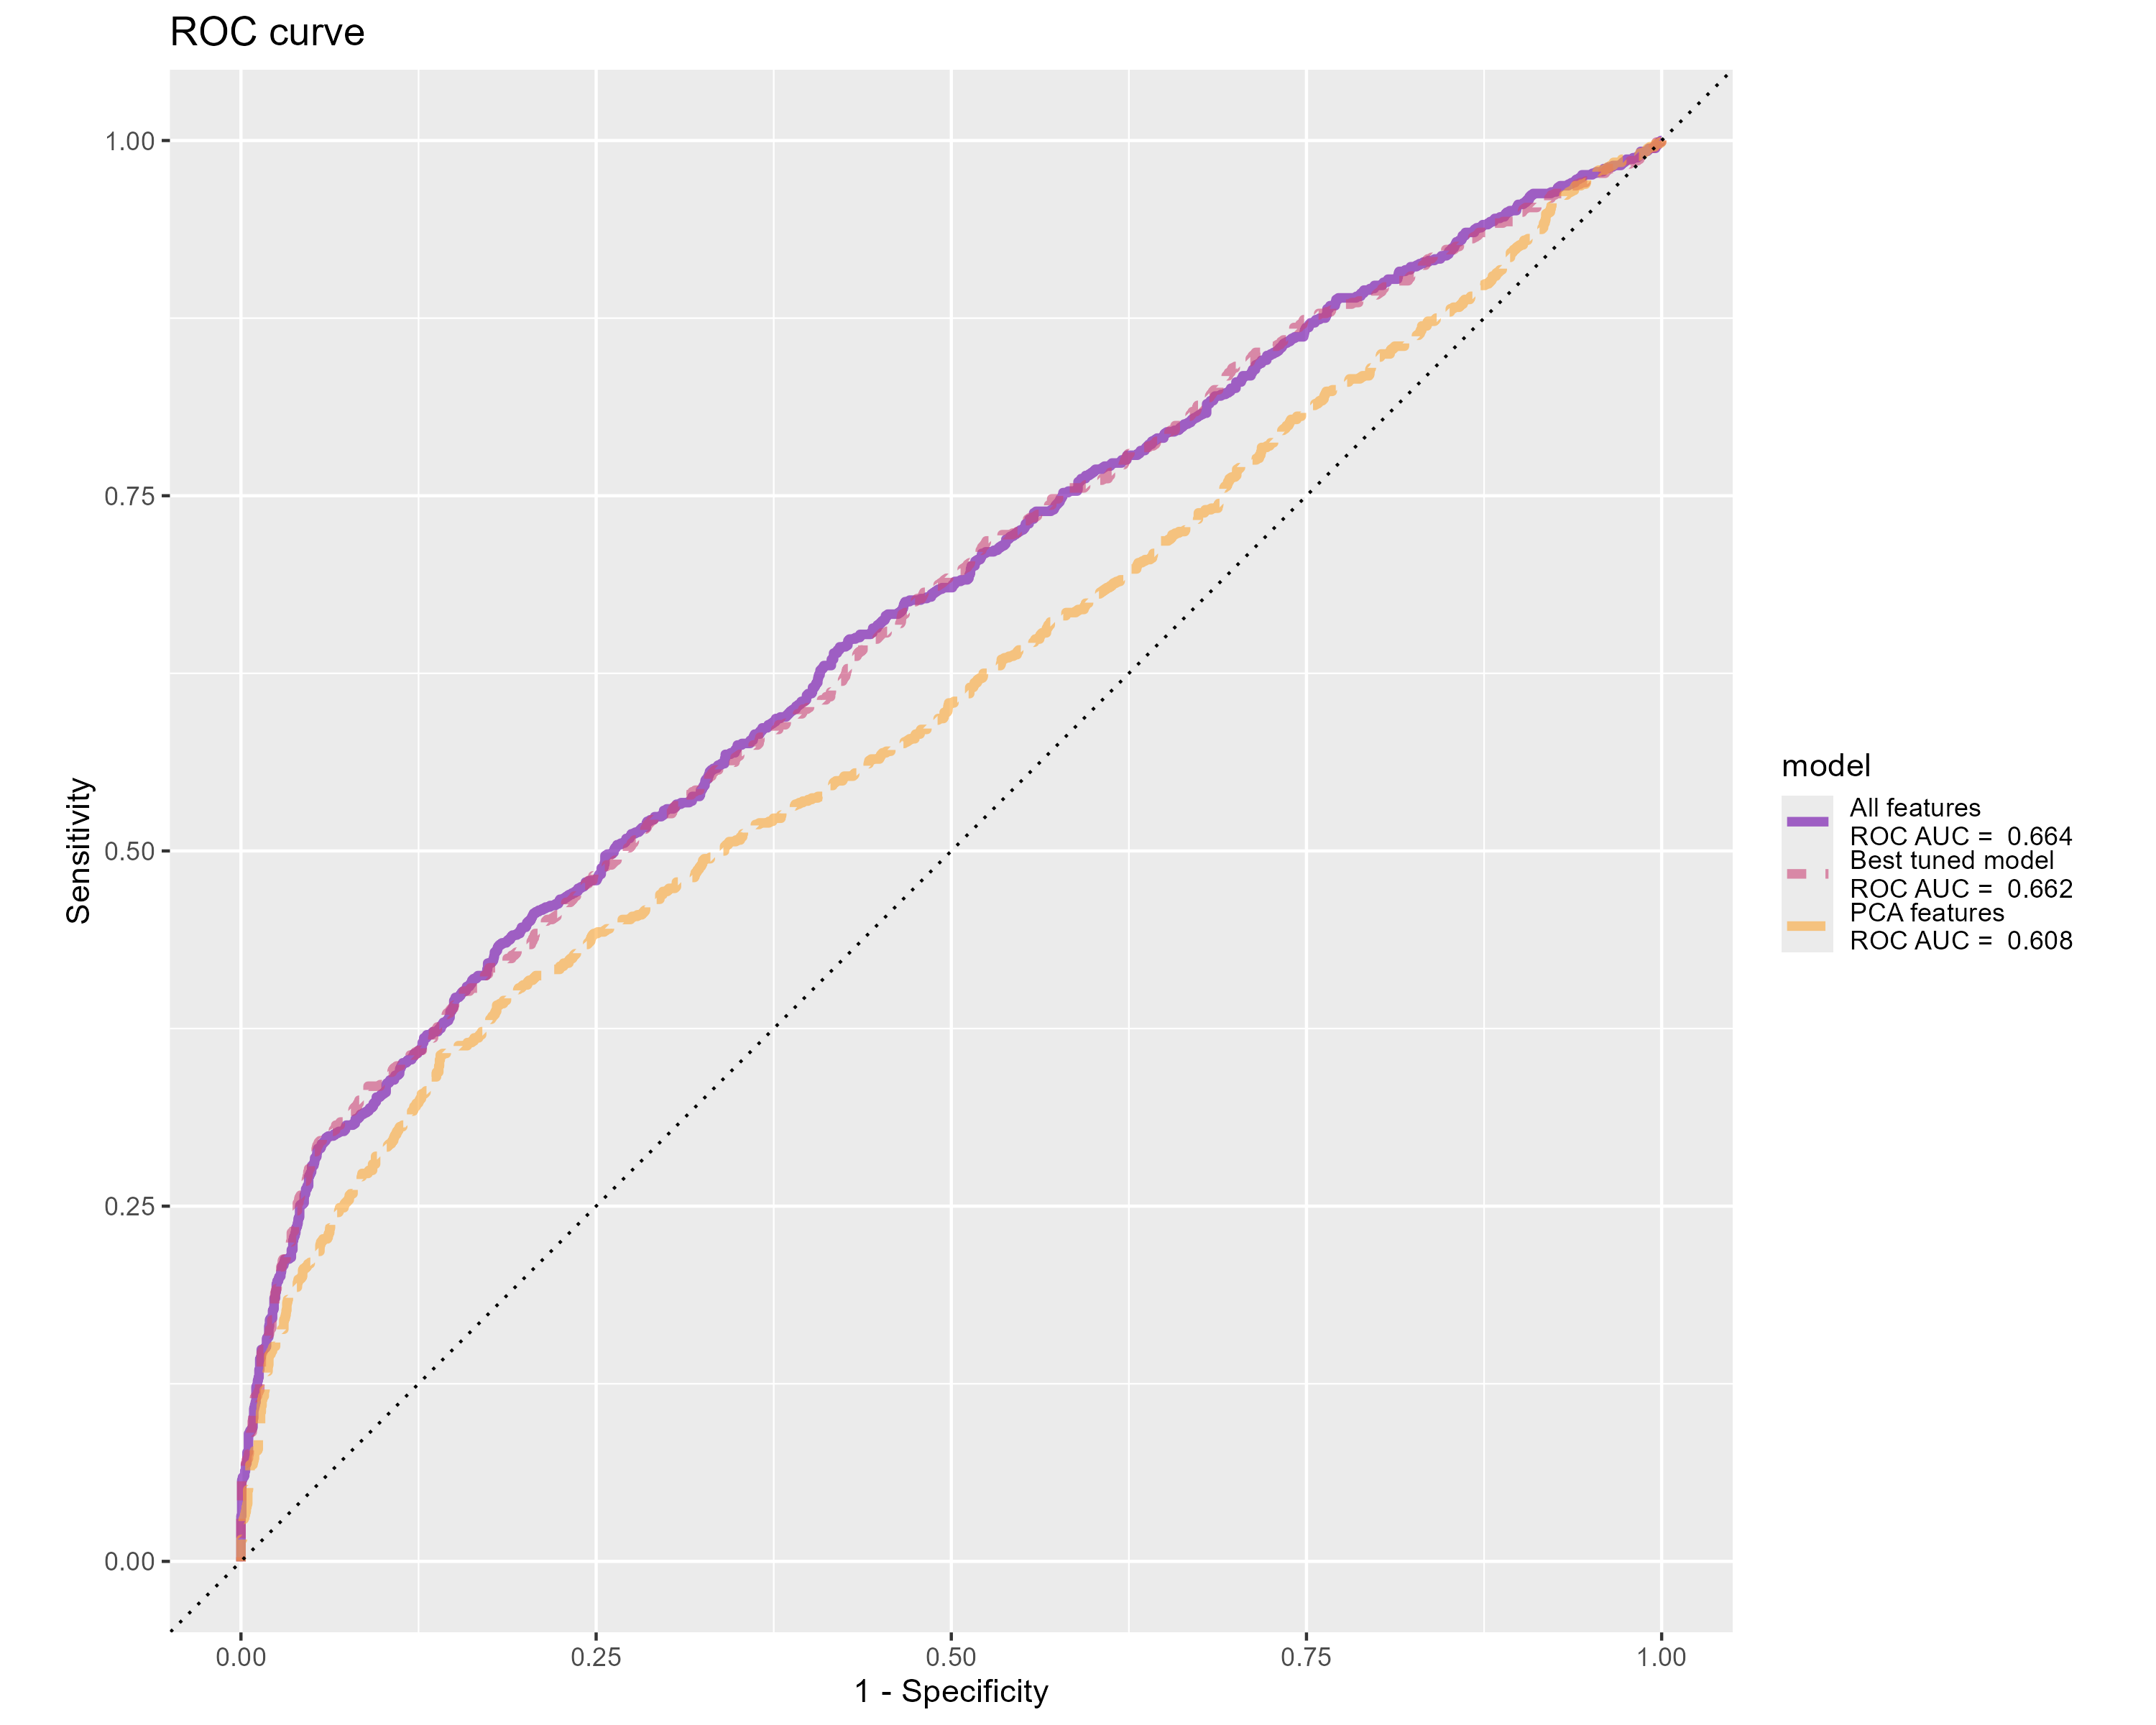 ROC curve
1.00
0.75
0.50
0.25
0.00
Sensitivity
0.00
0.25
0.50
0.75
1.00
1 - Specificity
model
All features
ROC AUC =  0.664
Best tuned model
ROC AUC =  0.662
PCA features
ROC AUC =  0.608